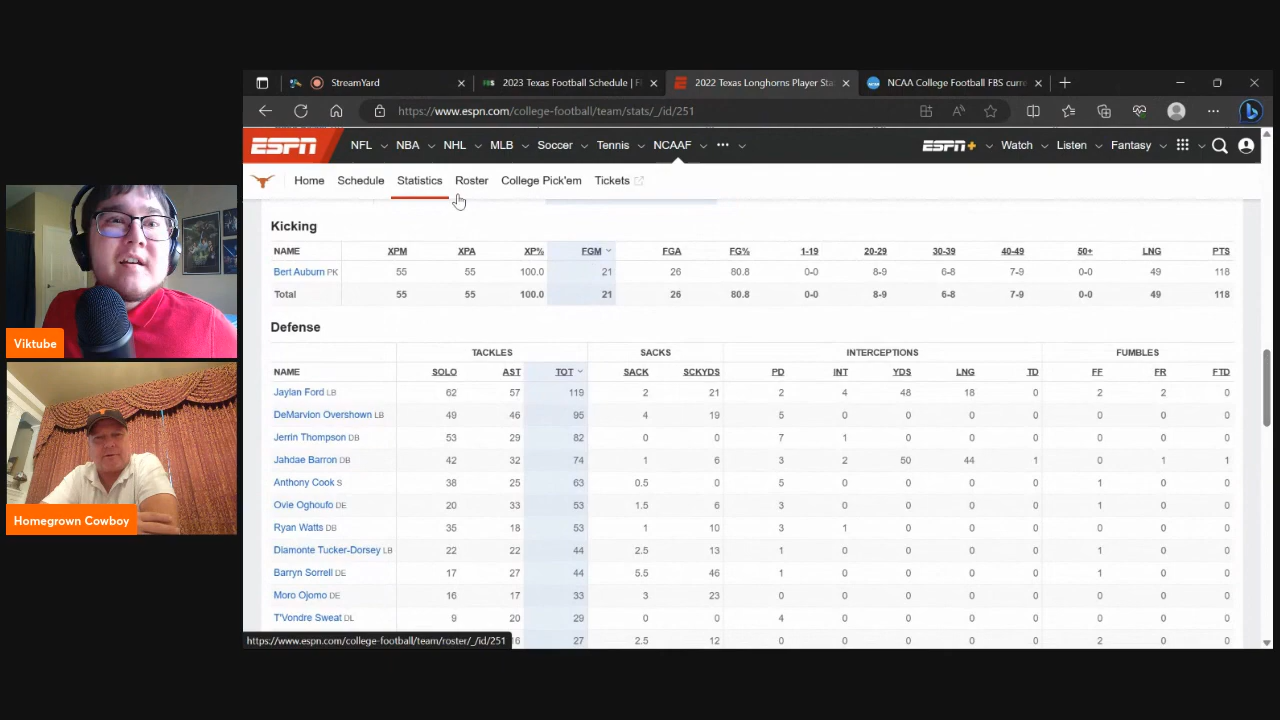 StreamYard
2023 Texas Football Schedule | F
2022 Texas Longhorns Player Sta
NCAA College Football FBS curre
https://www.espn.com/college-football/team/stats/_/id/251
ESPN NFL NBA NHL MLB Soccer Tennis NCAAF ESPN+ Watch Listen Fantasy
Home Schedule Statistics Roster College Pick'em Tickets
Kicking
NAME XPM XPA XP% FGM FGA FG% 1-19 20-29 30-39 40-49 50+ LNG PTS
Bert Auburn PK 55 55 100.0 21 26 80.8 0-0 8-9 6-8 7-9 0-0 49 118
Total 55 55 100.0 21 26 80.8 0-0 8-9 6-8 7-9 0-0 49 118
Defense
TACKLES SACKS INTERCEPTIONS FUMBLES
NAME SOLO AST TOT SACK SCKYDS PD INT YDS LNG TD FF FR FTD
Jaylan Ford LB 62 57 119 2 21 2 4 48 18 0 2 2 0
DeMarvion Overshown LB 49 46 95 4 19 5 0 0 0 0 0 0 0
Jerrin Thompson DB 53 29 82 0 0 7 1 0 0 0 0 0 0
Jahdae Barron DB 42 32 74 1 6 3 2 50 44 1 0 1 1
Anthony Cook S 38 25 63 0.5 0 5 0 0 0 0 1 0 0
Ovie Oghoufo DE 20 33 53 1.5 6 3 0 0 0 0 1 0 0
Ryan Watts DB 35 18 53 1 10 3 1 0 0 0 0 0 0
Diamonte Tucker-Dorsey LB 22 22 44 2.5 13 1 0 0 0 0 1 0 0
Barryn Sorrell DE 17 27 44 5.5 46 1 0 0 0 0 1 0 0
Moro Ojomo DE 16 17 33 3 23 0 0 0 0 0 0 0 0
T'Vondre Sweat DL 9 20 29 0 0 4 0 0 0 0 0 0 0
https://www.espn.com/college-football/team/roster/_/id/251 16 27 2.5 12 0 0 0 0 0 2 0 0
Viktube
Homegrown Cowboy